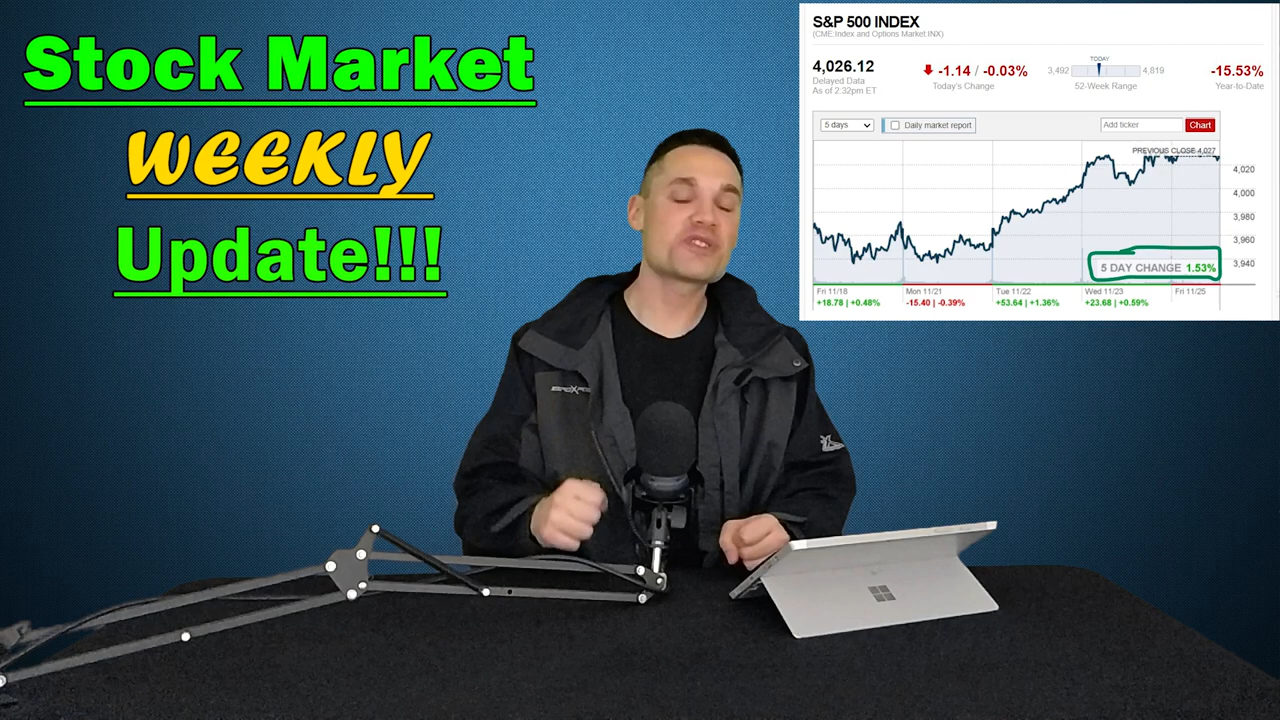 Stock Market
WEEKLY
Update!!!
S&P 500 INDEX
(CME:Index and Options Market:INX)
4,026.12
Delayed Data
As of 2:32pm ET
-1.14 / -0.03%
Today's Change
TODAY
3,492 4,819
52-Week Range
-15.53%
Year-to-Date
5 days
Daily market report
Add ticker
Chart
PREVIOUS CLOSE 4,027
4,020
4,000
3,980
3,960
3,940
5 DAY CHANGE 1.53%
Fri 11/18 Mon 11/21 Tue 11/22 Wed 11/23 Fri 11/25
+18.78 | +0.48% -15.40 | -0.39% +53.64 | +1.36% +23.68 | +0.59%